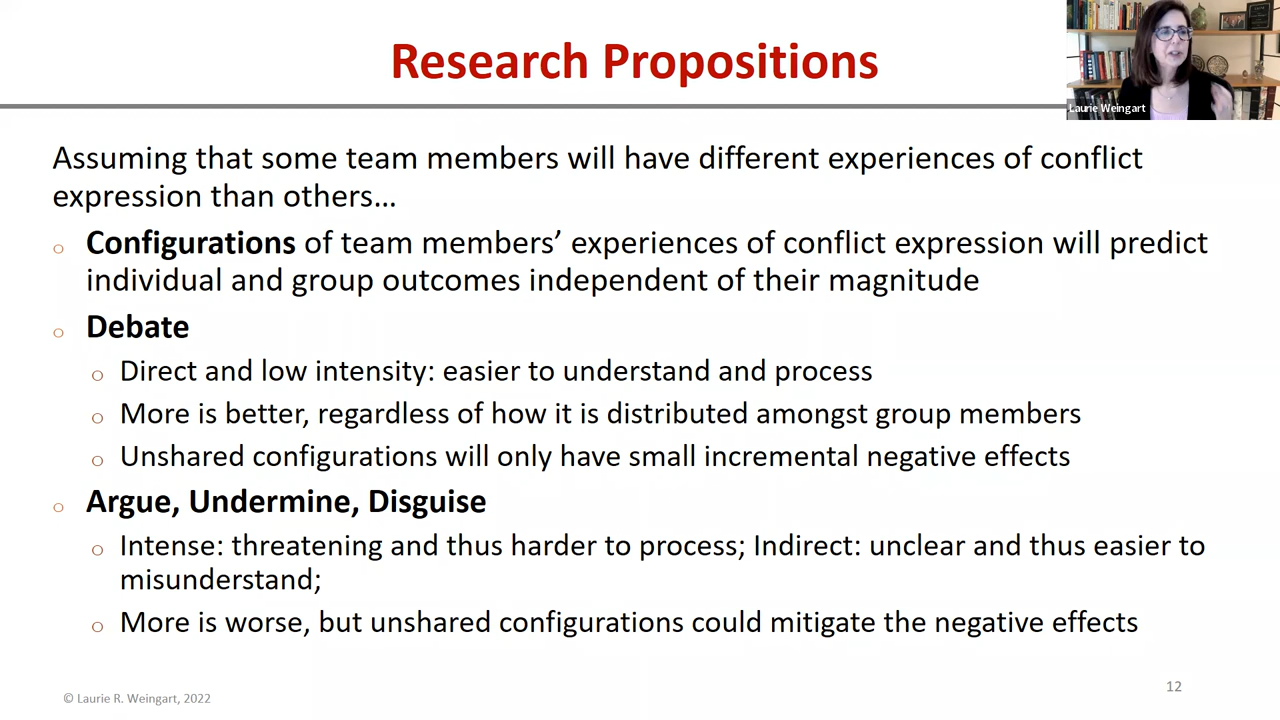 Research Propositions
Laurie Weingart
Assuming that some team members will have different experiences of conflict
expression than others…
o Configurations of team members’ experiences of conflict expression will predict
individual and group outcomes independent of their magnitude
o Debate
o Direct and low intensity: easier to understand and process
o More is better, regardless of how it is distributed amongst group members
o Unshared configurations will only have small incremental negative effects
o Argue, Undermine, Disguise
o Intense: threatening and thus harder to process; Indirect: unclear and thus easier to
misunderstand;
o More is worse, but unshared configurations could mitigate the negative effects
© Laurie R. Weingart, 2022
12